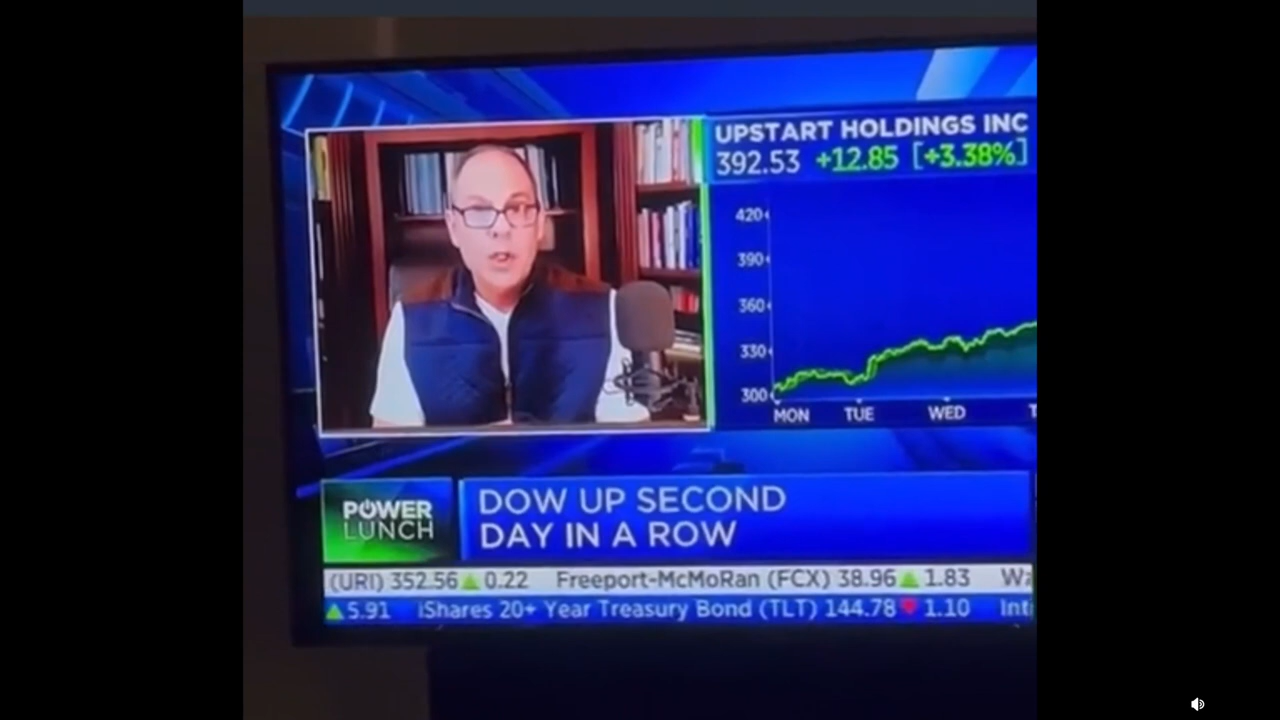 UPSTART HOLDINGS INC
392.53 +12.85 [+3.38%]
420
390
360
330
300
MON TUE WED
POWER
LUNCH
DOW UP SECOND
DAY IN A ROW
(URI) 352.56 0.22 Freeport-McMoRan (FCX) 38.96 1.83
5.91 iShares 20+ Year Treasury Bond (TLT) 144.78 1.10